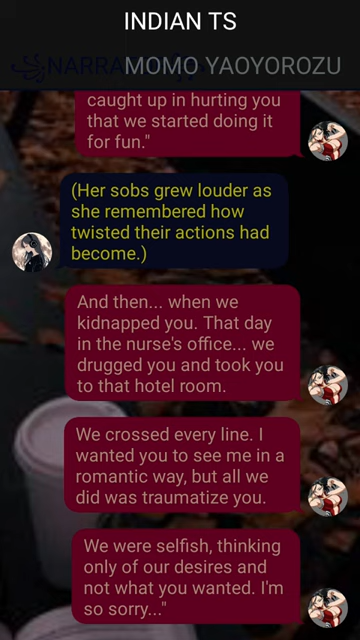 INDIAN TS
NARRA
MOMO YAOYOROZU
caught up in hurting you
that we started doing it
for fun."
(Her sobs grew louder as
she remembered how
twisted their actions had
become.)
And then... when we
kidnapped you. That day
in the nurse's office... we
drugged you and took you
to that hotel room.
We crossed every line. I
wanted you to see me in a
romantic way, but all we
did was traumatize you.
We were selfish, thinking
only of our desires and
not what you wanted. I'm
so sorry..."